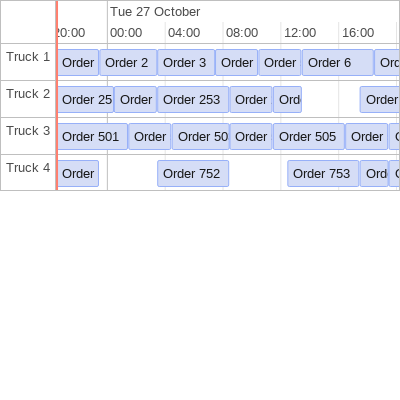 Tue 27 October
20:00 00:00 04:00 08:00 12:00 16:00
Truck 1 Order Order 2 Order 3 Order Order Order 6
Truck 2 Order 25 Order Order 253 Order Ord Order
Truck 3 Order 501 Order Order 50 Order Order 505 Order
Truck 4 Order Order 752 Order 753 Ord